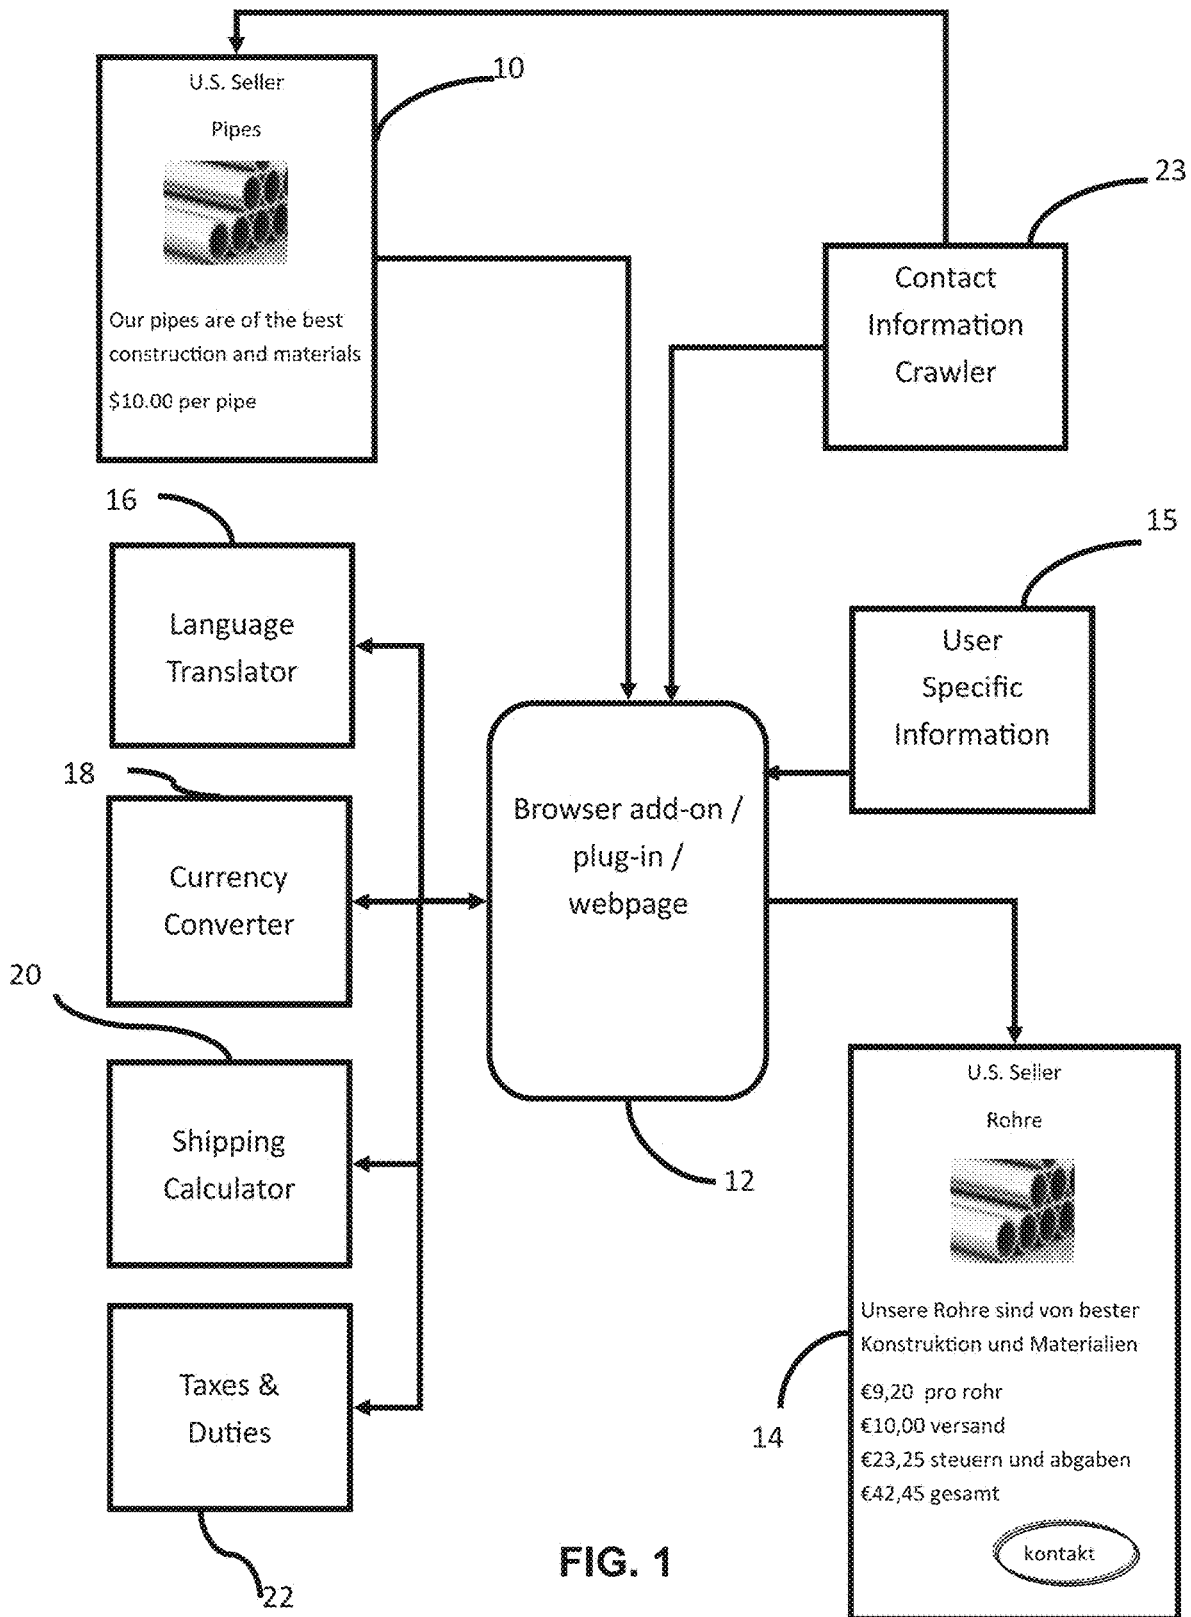 U.S. Seller
10
Pipes
Our pipes are of the best
construction and materials
$10.00 per pipe
23
Contact
Information
Crawler
16
Language
Translator
15
User
Specific
Information
18
Currency
Converter
Browser add-on /
plug-in /
webpage
12
20
Shipping
Calculator
Taxes &
Duties
22
U.S. Seller
Rohre
Unsere Rohre sind von bester
Konstruktion und Materialien
€9,20 pro rohr
€10,00 versand
€23,25 steuern und abgaben
€42,45 gesamt
kontakt
14
FIG. 1